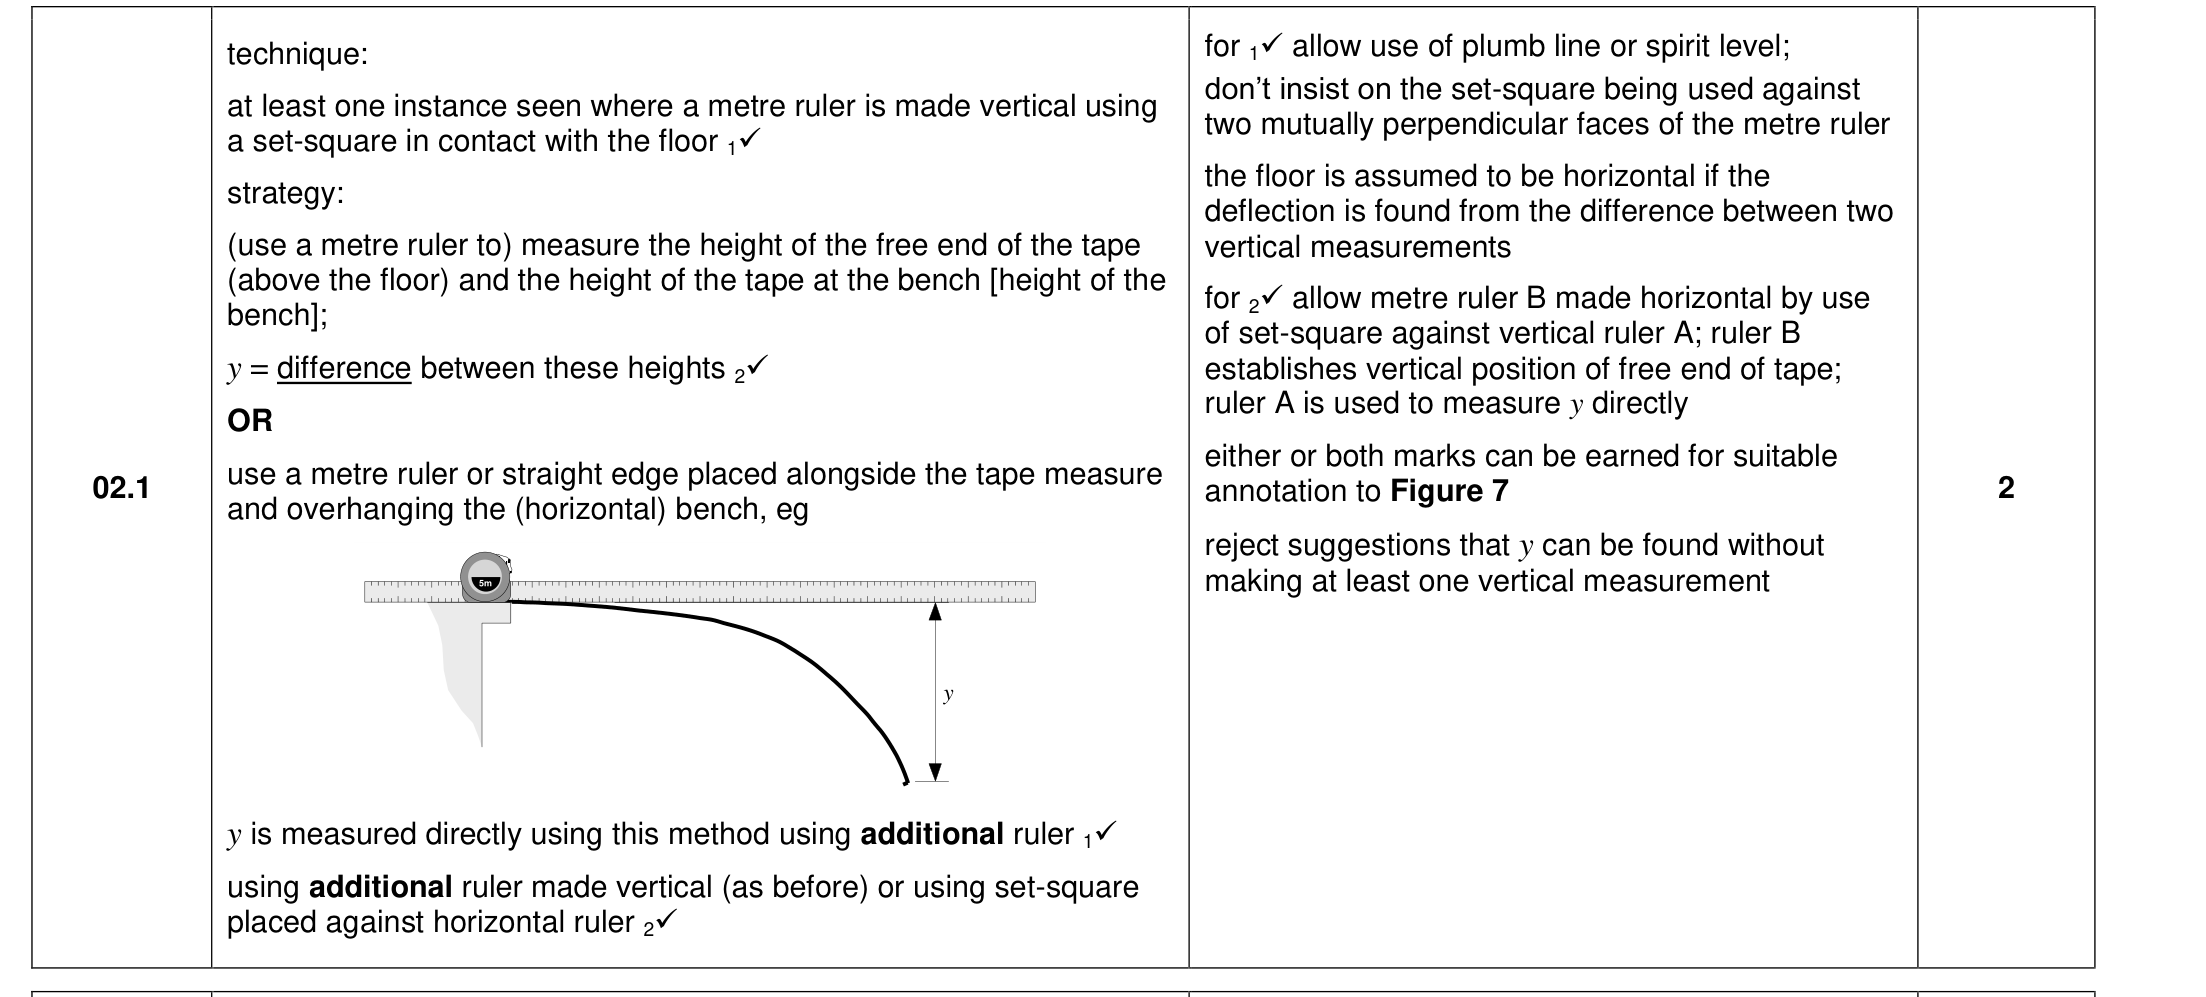 02.1
technique:
at least one instance seen where a metre ruler is made vertical using
a set-square in contact with the floor 1✓
strategy:
(use a metre ruler to) measure the height of the free end of the tape
(above the floor) and the height of the tape at the bench [height of the
bench];
y = difference between these heights 2✓
OR
use a metre ruler or straight edge placed alongside the tape measure
and overhanging the (horizontal) bench, eg
5m
y
y is measured directly using this method using additional ruler 1✓
using additional ruler made vertical (as before) or using set-square
placed against horizontal ruler 2✓
for 1✓ allow use of plumb line or spirit level;
don’t insist on the set-square being used against
two mutually perpendicular faces of the metre ruler
the floor is assumed to be horizontal if the
deflection is found from the difference between two
vertical measurements
for 2✓ allow metre ruler B made horizontal by use
of set-square against vertical ruler A; ruler B
establishes vertical position of free end of tape;
ruler A is used to measure y directly
either or both marks can be earned for suitable
annotation to Figure 7
reject suggestions that y can be found without
making at least one vertical measurement
2